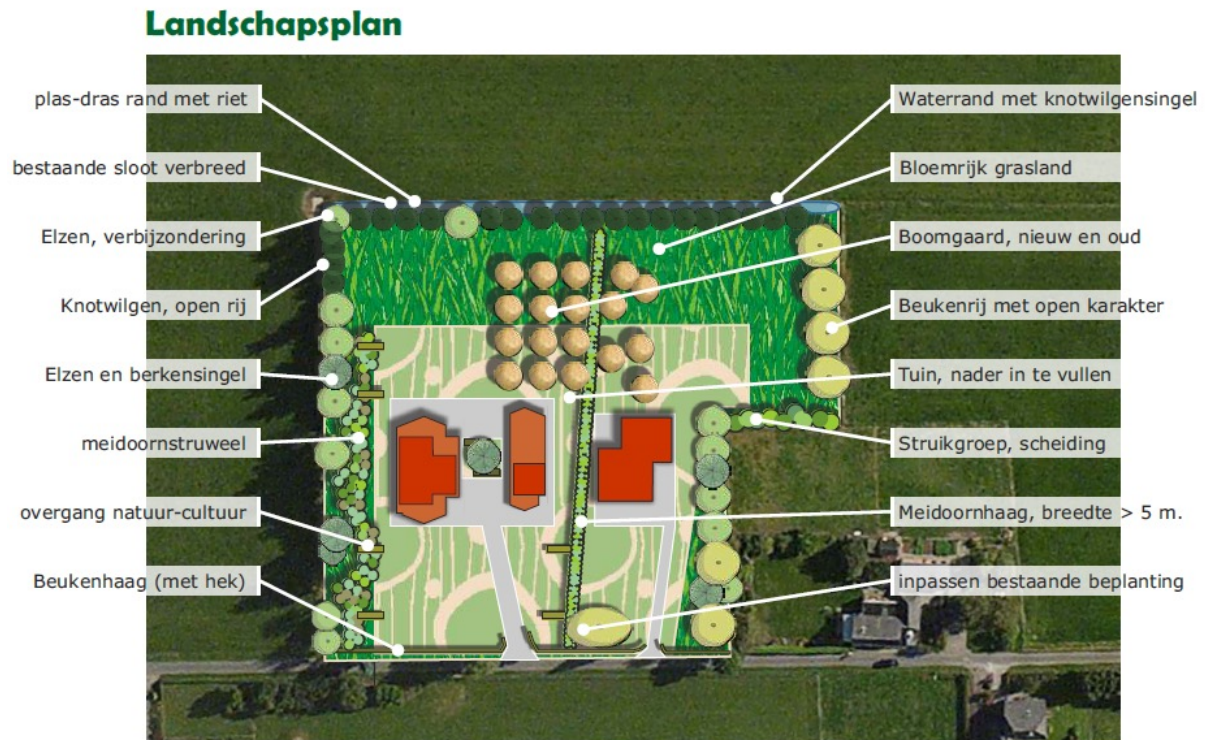 Landschapsplan
plas-dras rand met riet
bestaande sloot verbreed
Elzen, verbijzondering
Knotwilgen, open rij
Elzen en berkensingel
meidoornstruweel
overgang natuur-cultuur
Beukenhaag (met hek)
Waterrand met knotwilgensingel
Bloemrijk grasland
Boomgaard, nieuw en oud
Beukenrij met open karakter
Tuin, nader in te vullen
Struikgroep, scheiding
Meidoornhaag, breedte > 5 m.
inpassen bestaande beplanting